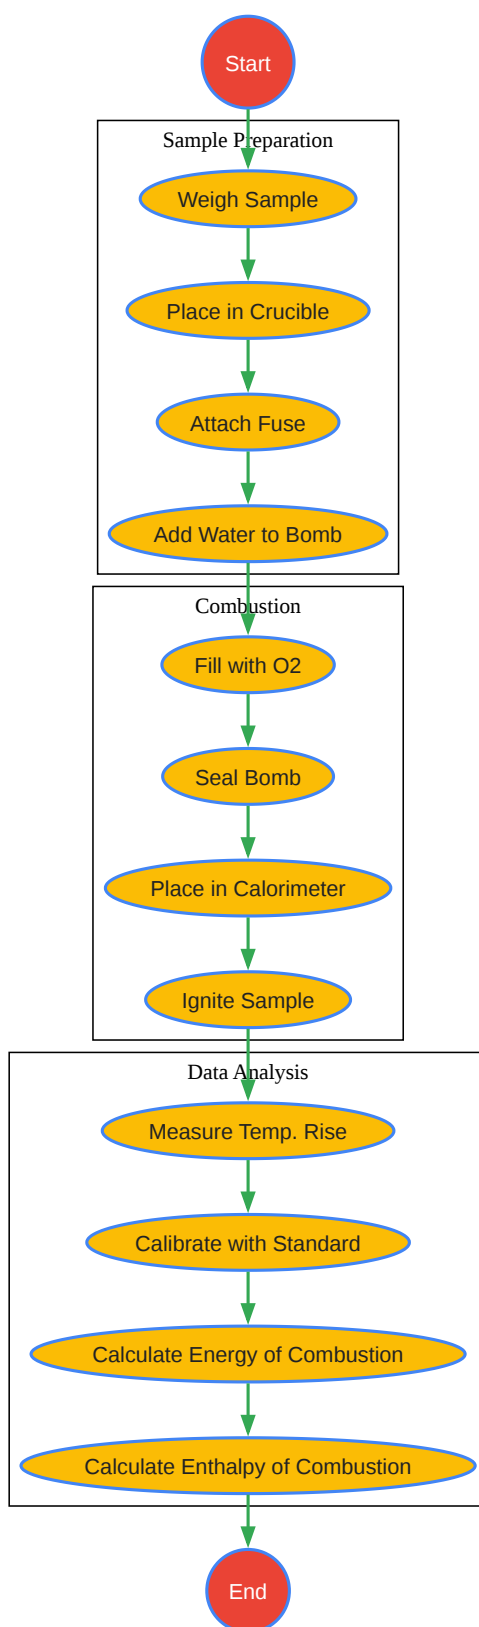 Start
Sample Preparation
Weigh Sample
Place in Crucible
Attach Fuse
Add Water to Bomb
Combustion
Fill with O2
Seal Bomb
Place in Calorimeter
Ignite Sample
Data Analysis
Measure Temp. Rise
Calibrate with Standard
Calculate Energy of Combustion
Calculate Enthalpy of Combustion
End